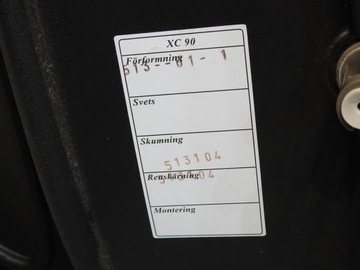 XC 90
Förformning
513--01- 1
Svets
Skumning
513104
Renskärning
Montering